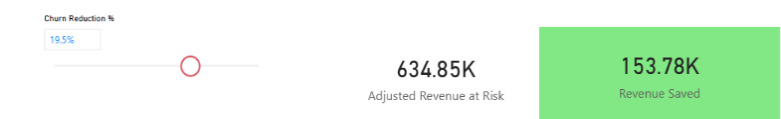 Churn Reduction %
19.5%
634.85K
Adjusted Revenue at Risk
153.78K
Revenue Saved